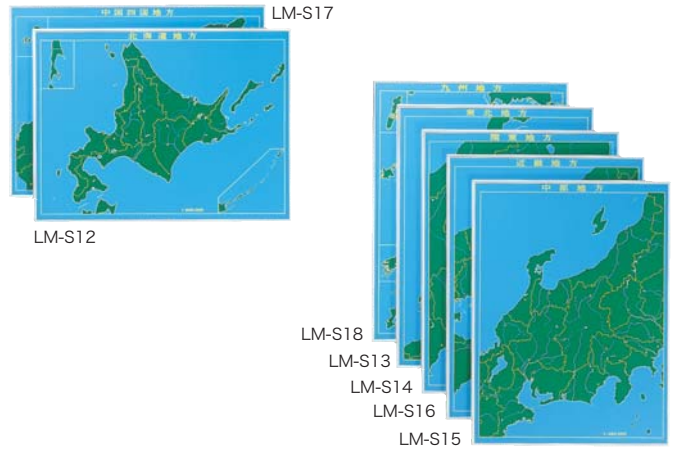 中国四国地方
LM-S17
北海道地方
LM-S12
九州地方
東北地方
関東地方
近畿地方
中部地方
LM-S18
LM-S13
LM-S14
LM-S16
LM-S15